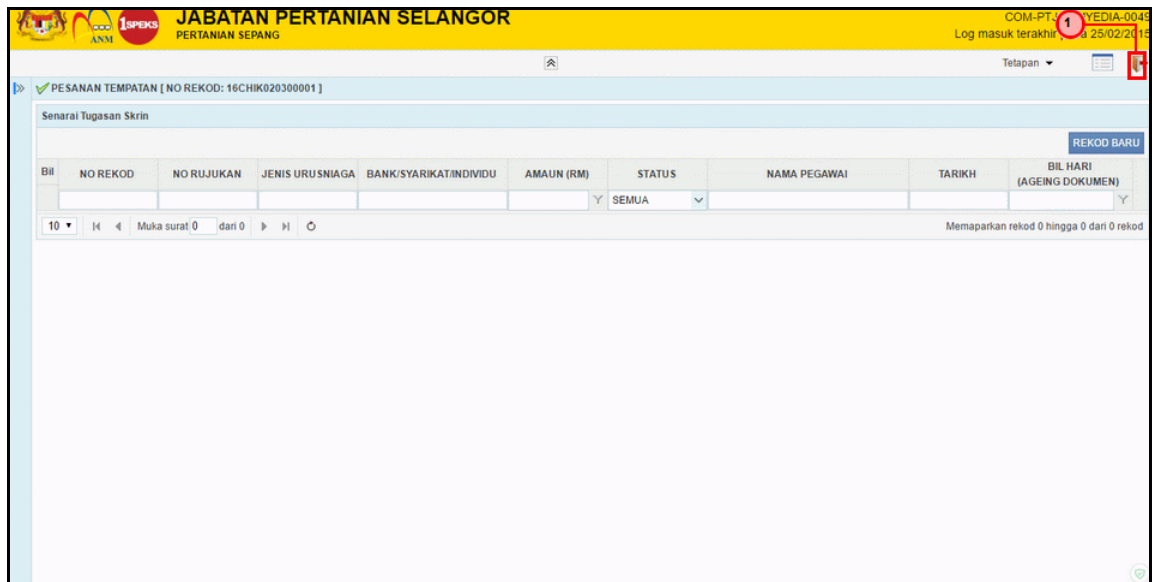 JABATAN PERTANIAN SELANGOR
PERTANIAN SEPANG
ANM
1SPEKS
COM-PTJ YEDIA-0049
Log masuk terakhir a 25/02/2015
1
Tetapan
PESANAN TEMPATAN [ NO REKOD: 16CHIK020300001 ]
Senarai Tugasan Skrin
REKOD BARU
Bil NO REKOD NO RUJUKAN JENIS URUSNIAGA BANK/SYARIKAT/INDIVIDU AMAUN (RM) STATUS NAMA PEGAWAI TARIKH BIL HARI
(AGEING DOKUMEN)
SEMUA
10 Muka surat 0 dari 0 Memaparkan rekod 0 hingga 0 dari 0 rekod